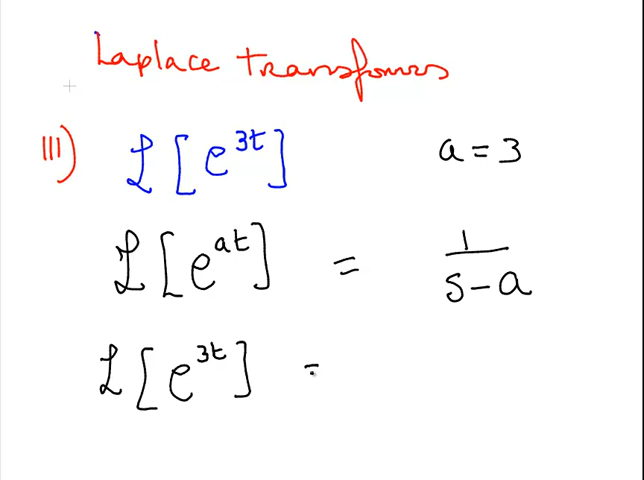 Laplace Transforms
III) ℒ[e^{3t}] a = 3
ℒ[e^{at}] = 1/(s-a)
ℒ[e^{3t}] =